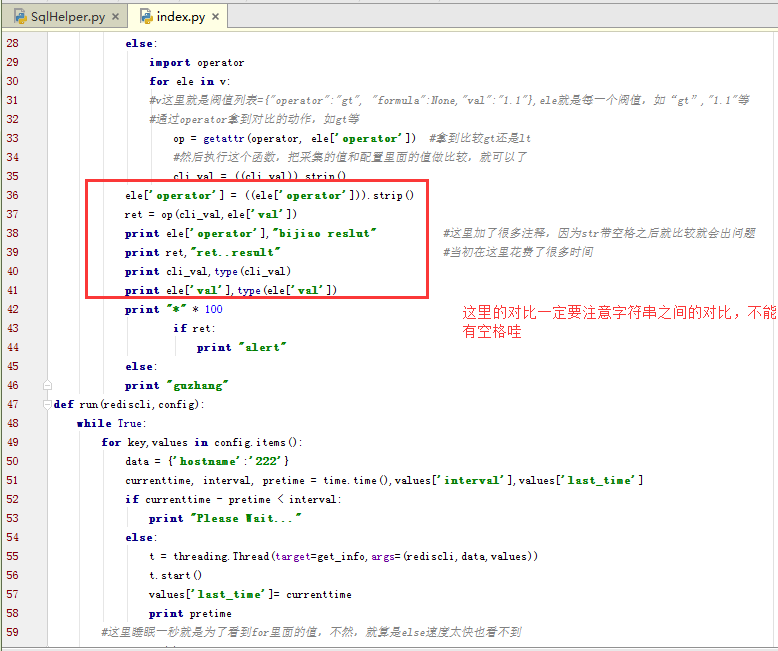 SqlHelper.py × index.py ×
28 else:
29 import operator
30 for ele in v:
31 #v这里就是阀值列表={"operator":"gt", "formula":None,"val":"1.1"},ele就是每一个阀值，如“gt”,"1.1"等
32 #通过operator拿到对比的动作，如gt等
33 op = getattr(operator, ele['operator']) #拿到比较gt还是lt
34 #然后执行这个函数，把采集的值和配置里面的值做比较，就可以了
35 cli_val = ((cli_val)).strip()
36 ele['operator'] = ((ele['operator'])).strip()
37 ret = op(cli_val,ele['val'])
38 print ele['operator'],"bijiao reslut" #这里加了很多注释，因为str带空格之后就比较就会出问题
39 print ret,"ret..result" #当初在这里花费了很多时间
40 print cli_val,type(cli_val)
41 print ele['val'],type(ele['val'])
42 print "*" * 100
这里的对比一定要注意字符串之间的对比，不能
有空格哇
43 if ret:
44 print "alert"
45 else:
46 print "guzhang"
47 def run(rediscli,config):
48 while True:
49 for key,values in config.items():
50 data = {'hostname':'222'}
51 currenttime, interval, pretime = time.time(),values['interval'],values['last_time']
52 if currenttime - pretime < interval:
53 print "Please Wait..."
54 else:
55 t = threading.Thread(target=get_info,args=(rediscli,data,values))
56 t.start()
57 values['last_time']= currenttime
58 print pretime
59 #这里睡眠一秒就是为了看到for里面的值，不然，就算是else速度太快也看不到